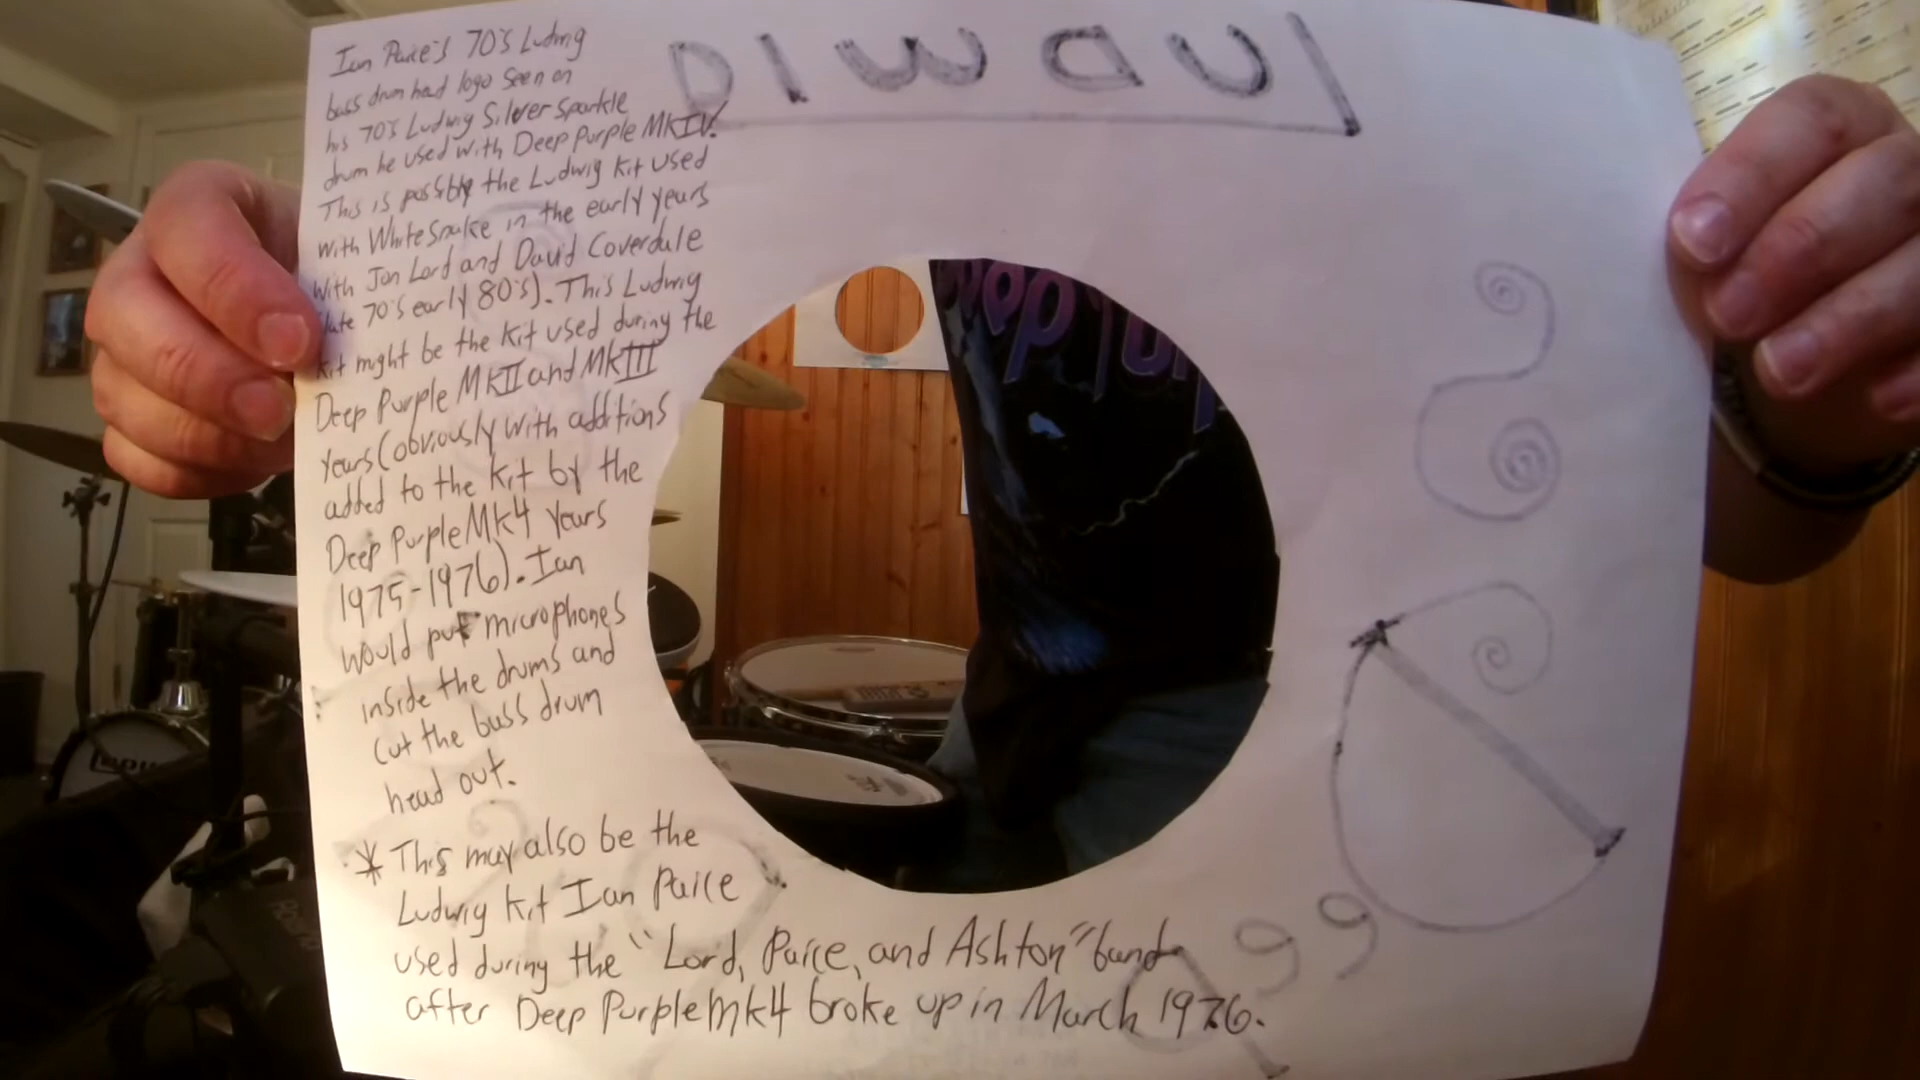 Ian Paice's 70's Ludwig
bass drum head logo seen on
his 70's Ludwig Silver Sparkle
drum he used with Deep Purple MkIV.
This is possibly the Ludwig Kit used
with Whitesnake in the early years
with Jon Lord and David Coverdale
(late 70's early 80's). This Ludwig
Kit might be the Kit used during the
Deep Purple MkII and MkIII
Years (obviously with additions
added to the Kit by the
Deep Purple Mk4 Years
1975-1976). Ian
would put microphones
inside the drums and
cut the bass drum
head out.
* This may also be the
Ludwig Kit Ian Paice
used during the "Lord, Paice, and Ashton" band
after Deep Purple Mk4 broke up in March 1976.
Ludwig
Deep Purp
Roland